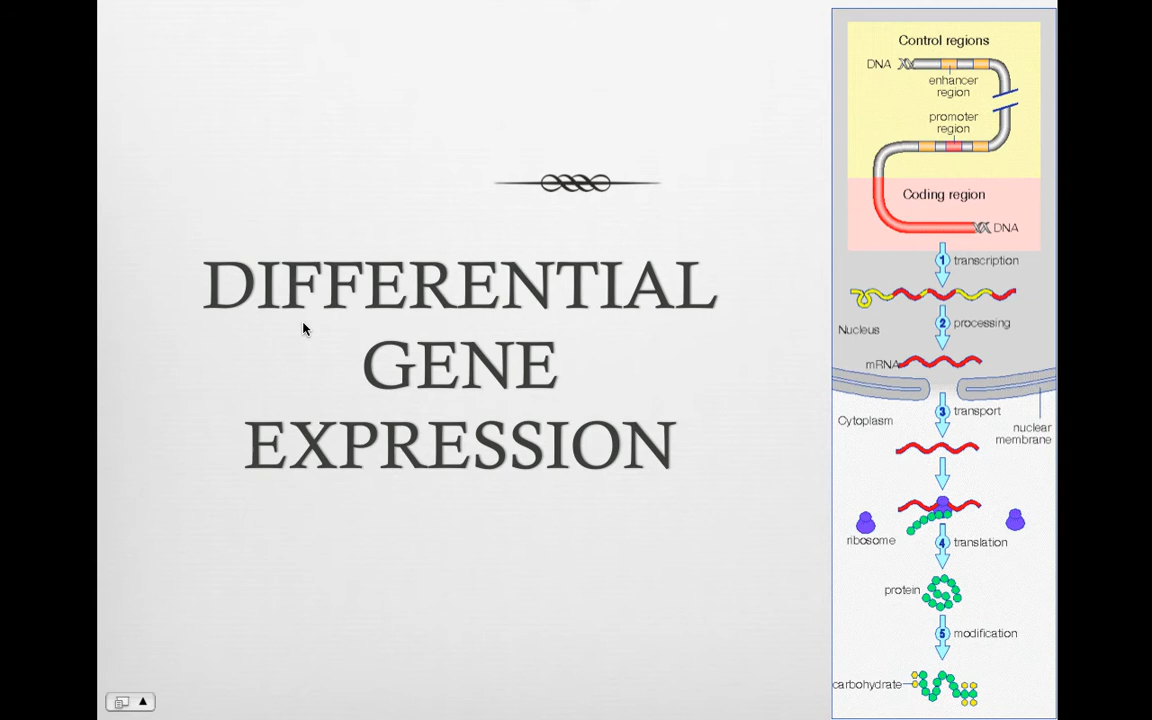 DIFFERENTIAL
GENE
EXPRESSION
Control regions
DNA
enhancer
region
promoter
region
Coding region
DNA
1 transcription
2 processing
Nucleus
mRNA
3 transport
Cytoplasm
nuclear
membrane
ribosome
4 translation
protein
5 modification
carbohydrate